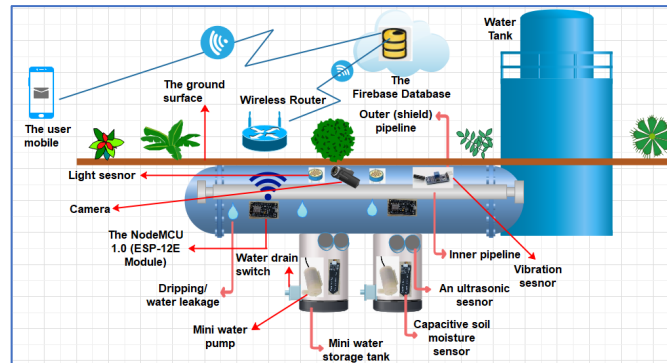 Water
Tank
The
Firebase Database
The ground
surface
Wireless Router
Outer (shield)
pipeline
The user
mobile
Light sesnor
Camera
The NodeMCU
1.0 (ESP-12E
Module)
Water drain
switch
Inner pipeline
Vibration
sesnor
Dripping/
water leakage
An ultrasonic
sesnor
Mini water
pump
Mini water
storage tank
Capacitive soil
moisture
sensor